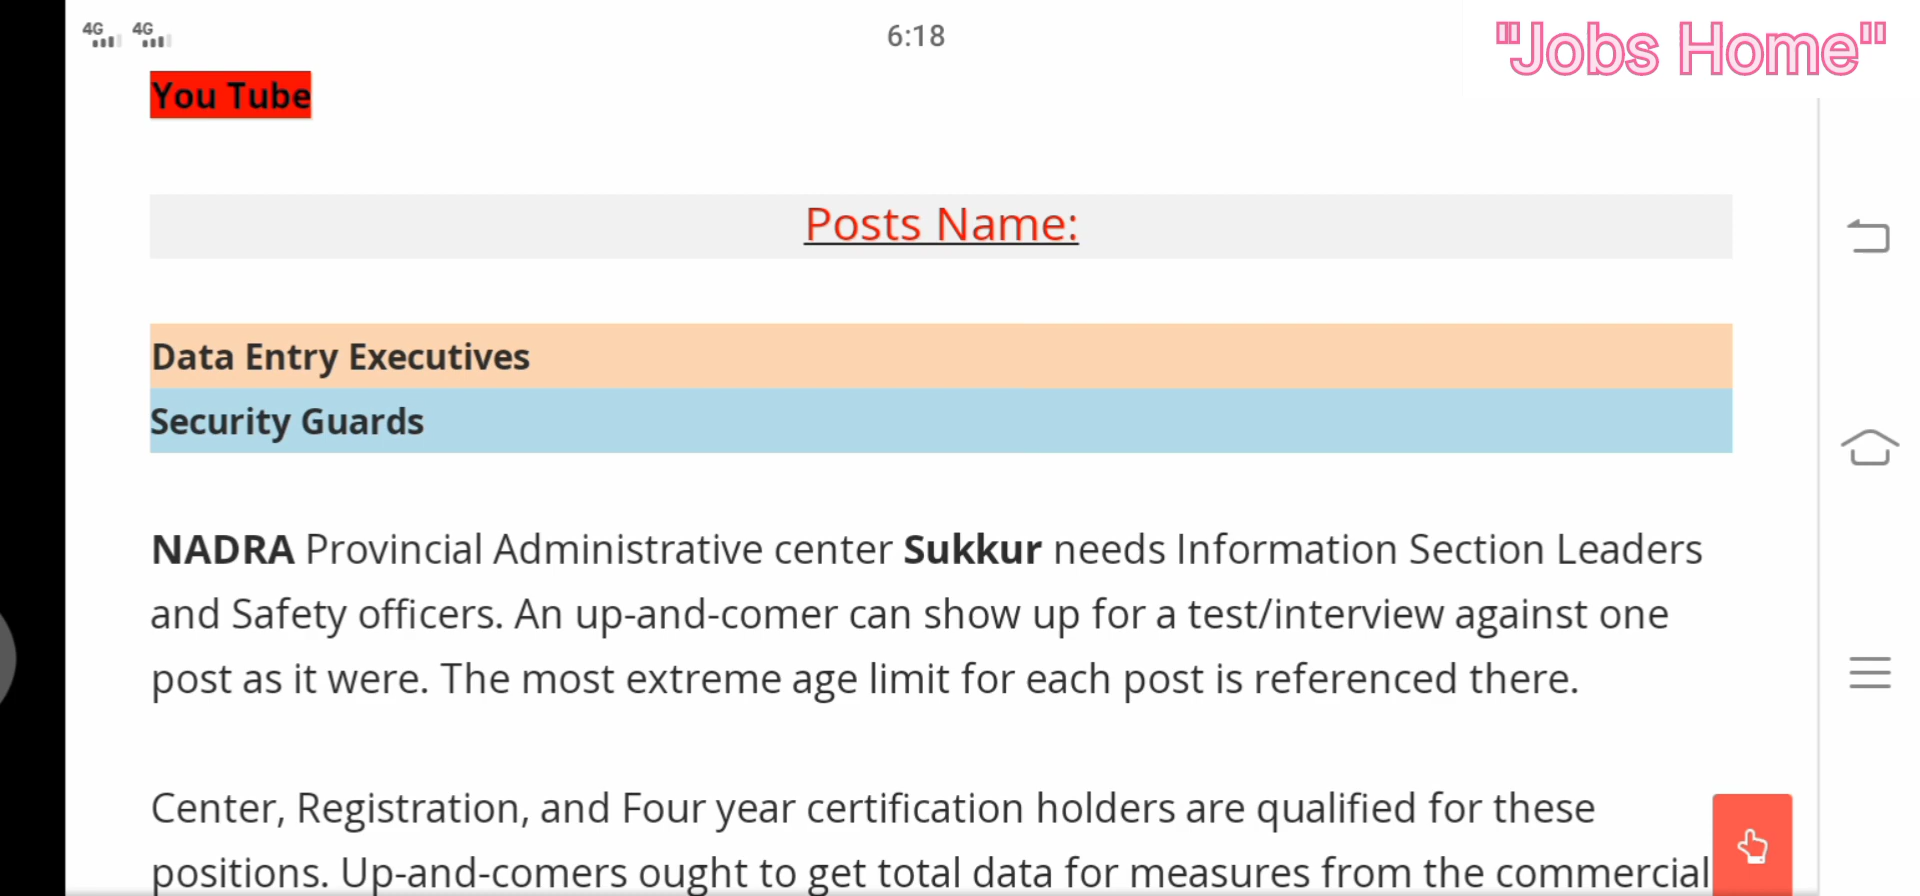 4G 4G 6:18 "Jobs Home"
You Tube
Posts Name:
Data Entry Executives
Security Guards
NADRA Provincial Administrative center Sukkur needs Information Section Leaders
and Safety officers. An up-and-comer can show up for a test/interview against one
post as it were. The most extreme age limit for each post is referenced there.
Center, Registration, and Four year certification holders are qualified for these
positions. Up-and-comers ought to get total data for measures from the commercial